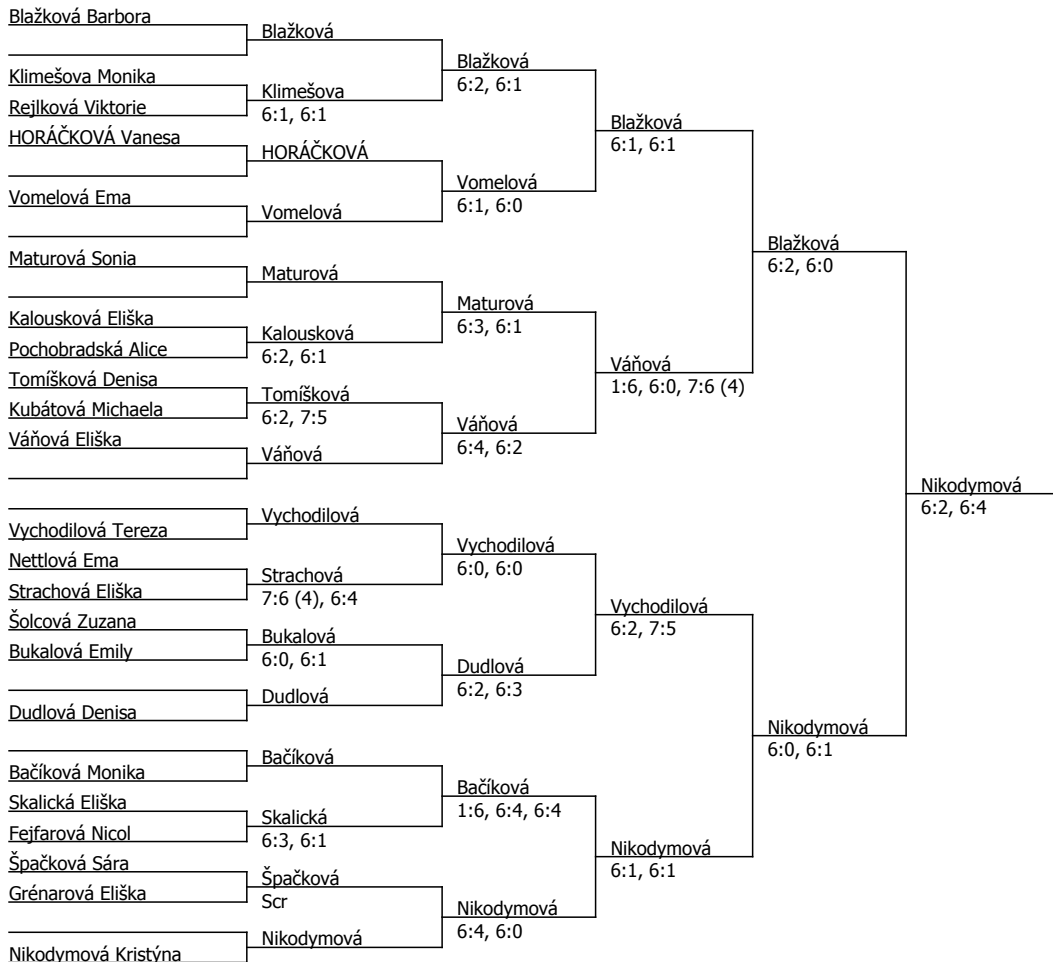 Blažková Barbora
Blažková
Blažková
6:2, 6:1
Klimešova Monika
Klimešova
6:1, 6:1
Rejlková Viktorie
Blažková
6:1, 6:1
HORÁČKOVÁ Vanesa
HORÁČKOVÁ
Vomelová
6:1, 6:0
Vomelová Ema
Vomelová
Blažková
6:2, 6:0
Maturová Sonia
Maturová
Maturová
6:3, 6:1
Kalousková Eliška
Kalousková
6:2, 6:1
Pochobradská Alice
Váňová
1:6, 6:0, 7:6 (4)
Tomíšková Denisa
Tomíšková
6:2, 7:5
Kubátová Michaela
Váňová
6:4, 6:2
Váňová Eliška
Váňová
Nikodymová
6:2, 6:4
Vychodilová
Vychodilová Tereza
Vychodilová
6:0, 6:0
Nettlová Ema
Strachová
7:6 (4), 6:4
Strachová Eliška
Vychodilová
6:2, 7:5
Šolcová Zuzana
Bukalová
6:0, 6:1
Bukalová Emily
Dudlová
6:2, 6:3
Dudlová
Dudlová Denisa
Nikodymová
6:0, 6:1
Bačíková
Bačíková Monika
Bačíková
1:6, 6:4, 6:4
Skalická Eliška
Skalická
6:3, 6:1
Fejfarová Nicol
Nikodymová
6:1, 6:1
Špačková Sára
Špačková
Scr
Grénarová Eliška
Nikodymová
6:4, 6:0
Nikodymová
Nikodymová Kristýna